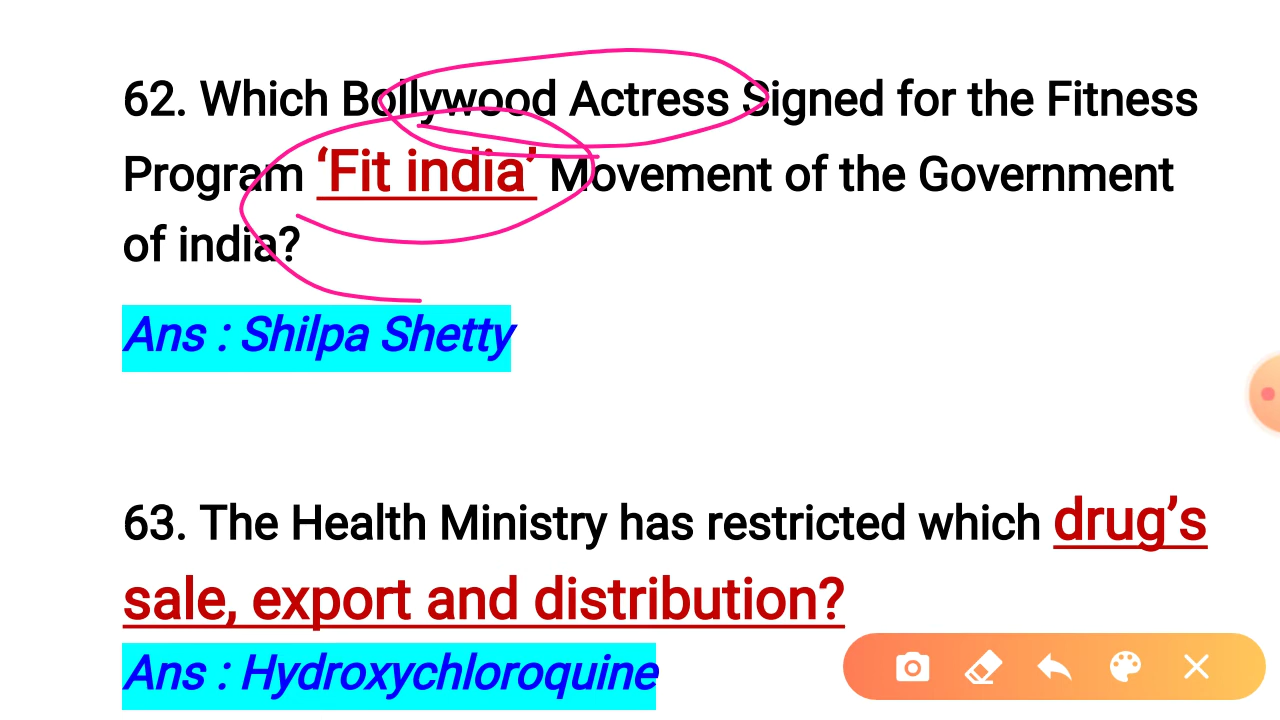 62. Which Bollywood Actress Signed for the Fitness
Program ‘Fit india’ Movement of the Government
of india?
Ans : Shilpa Shetty
63. The Health Ministry has restricted which drug’s
sale, export and distribution?
Ans : Hydroxychloroquine